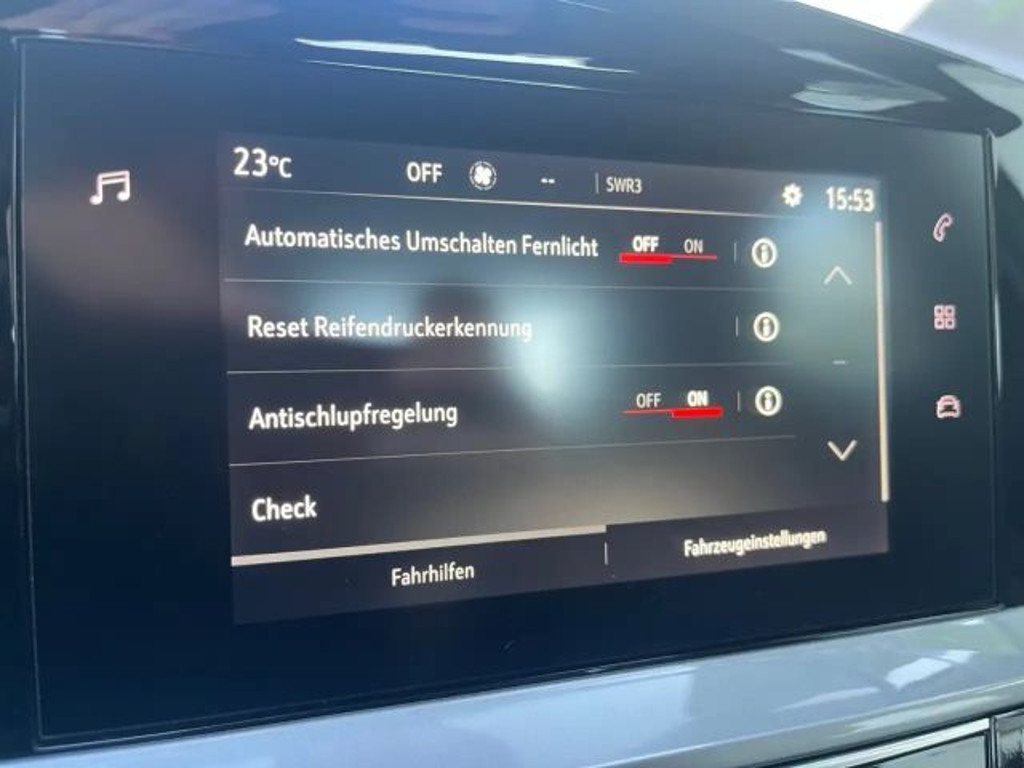 23°C OFF -- SWR3 15:53
Automatisches Umschalten Fernlicht OFF ON
Reset Reifendruckerkennung
Antischlupfregelung OFF ON
Check
Fahrhilfen Fahrzeugeinstellungen